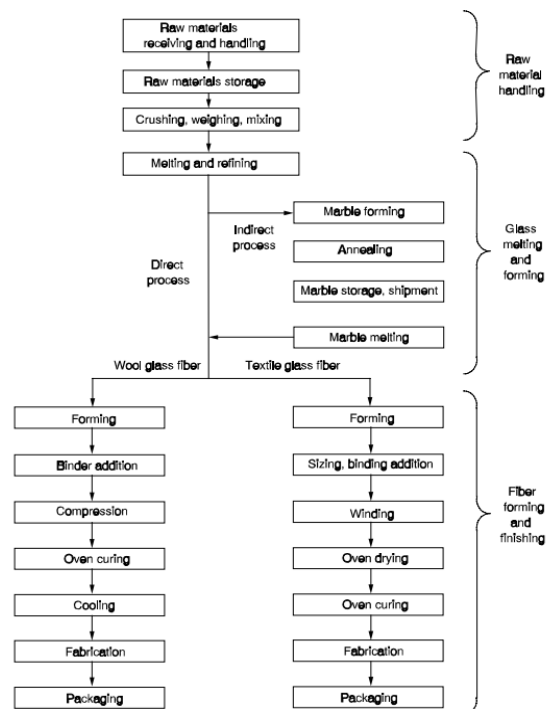 Raw materials
receiving and handling
Raw materials storage
Crushing, weighing, mixing
Raw
material
handling
Melting and refining
Marble forming
Indirect
process
Annealing
Direct
process
Marble storage, shipment
Marble melting
Glass
melting
and
forming
Wool glass fiber
Textile glass fiber
Forming
Binder addition
Compression
Oven curing
Cooling
Fabrication
Packaging
Forming
Sizing, binding addition
Winding
Oven drying
Oven curing
Fabrication
Packaging
Fiber
forming
and
finishing